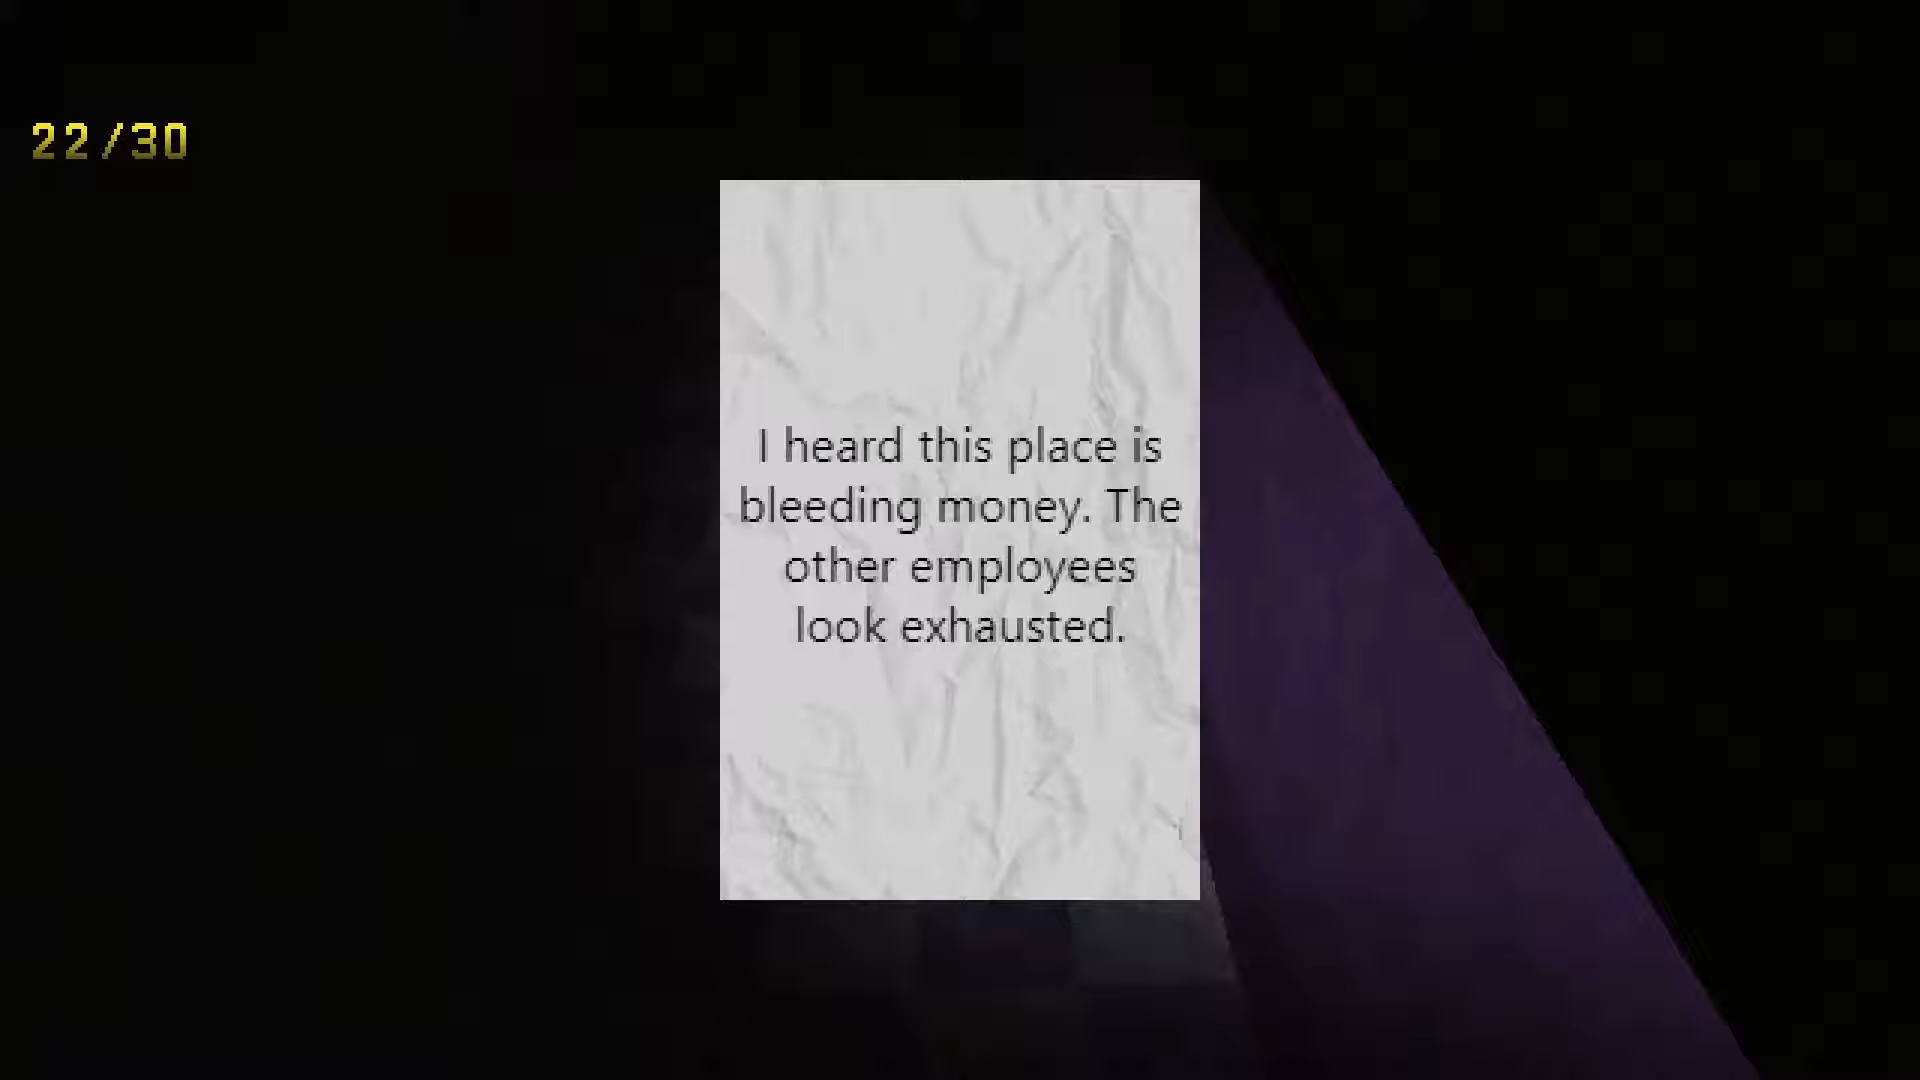 22/30
I heard this place is
bleeding money. The
other employees
look exhausted.